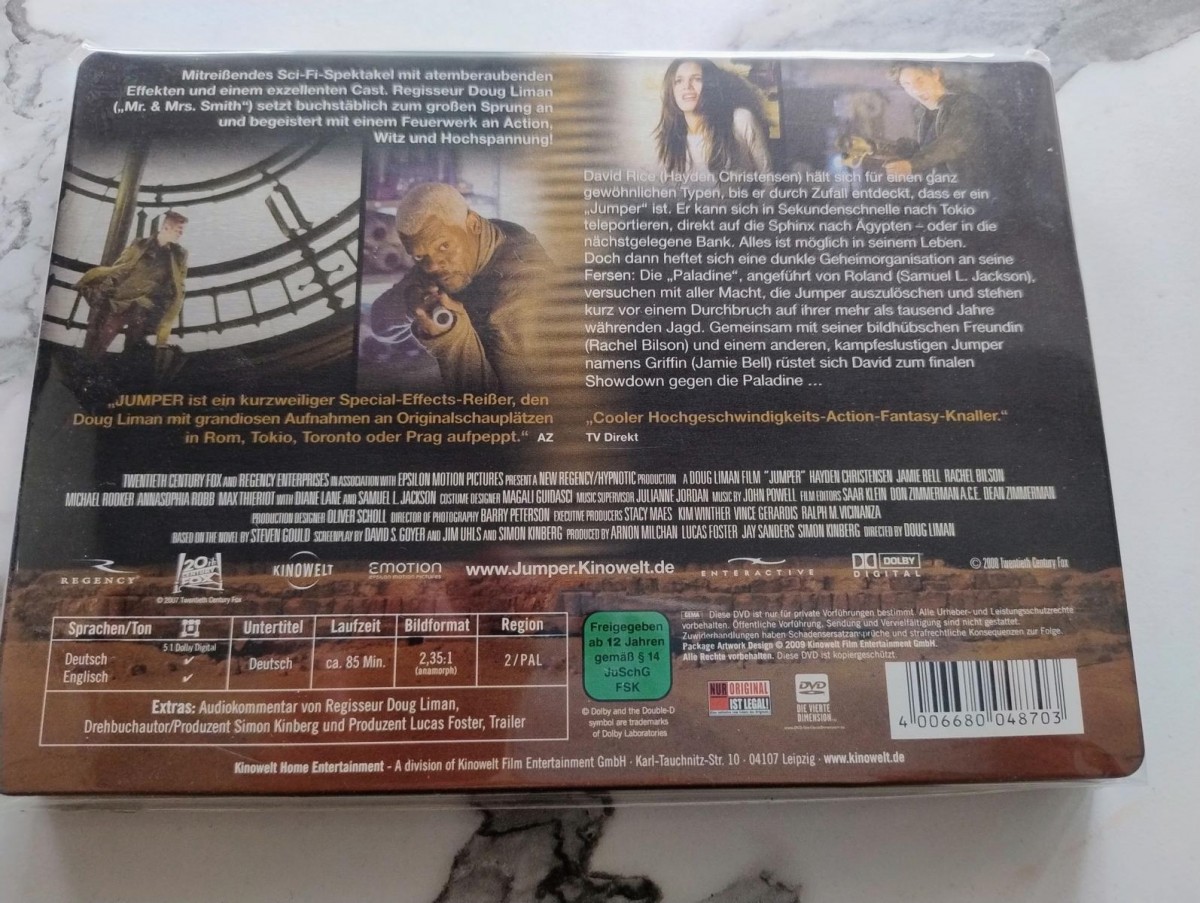 Mitreißendes Sci-Fi-Spektakel mit atemberaubenden
Effekten und einem exzellenten Cast. Regisseur Doug Liman
(„Mr. & Mrs. Smith“) setzt buchstäblich zum großen Sprung an
und begeistert mit einem Feuerwerk an Action,
Witz und Hochspannung!
David Rice (Hayden Christensen) hält sich für einen ganz
gewöhnlichen Typen, bis er durch Zufall entdeckt, dass er ein
„Jumper“ ist. Er kann sich in Sekundenschnelle nach Tokio
teleportieren, direkt auf die Sphinx nach Ägypten – oder in die
nächstgelegene Bank. Alles ist möglich in seinem Leben.
Doch dann heftet sich eine dunkle Geheimorganisation an seine
Fersen: Die „Paladine“, angeführt von Roland (Samuel L. Jackson),
versuchen mit aller Macht, die Jumper auszulöschen und stehen
kurz vor einem Durchbruch auf ihrer mehr als tausend Jahre
währenden Jagd. Gemeinsam mit seiner bildhübschen Freundin
(Rachel Bilson) und einem anderen, kampfeslustigen Jumper
namens Griffin (Jamie Bell) rüstet sich David zum finalen
Showdown gegen die Paladine ...
„JUMPER ist ein kurzweiliger Special-Effects-Reißer, den
Doug Liman mit grandiosen Aufnahmen an Originalschauplätzen
in Rom, Tokio, Toronto oder Prag aufpeppt.“ AZ
„Cooler Hochgeschwindigkeits-Action-Fantasy-Knaller.“
TV Direkt
TWENTIETH CENTURY FOX AND REGENCY ENTERPRISES IN ASSOCIATION WITH EPSILON MOTION PICTURES PRESENT A NEW REGENCY/HYPNOTIC PRODUCTION A DOUG LIMAN FILM "JUMPER" HAYDEN CHRISTENSEN JAMIE BELL RACHEL BILSON
MICHAEL ROOKER ANNASOPHIA ROBB MAX THIERIOT WITH DIANE LANE AND SAMUEL L. JACKSON COSTUME DESIGNER MAGALI GUIDASCI MUSIC SUPERVISOR JULIANNE JORDAN MUSIC BY JOHN POWELL FILM EDITORS SAAR KLEIN DON ZIMMERMAN A.C.E. DEAN ZIMMERMAN
PRODUCTION DESIGNER OLIVER SCHOLL DIRECTOR OF PHOTOGRAPHY BARRY PETERSON EXECUTIVE PRODUCERS STACY MAES KIM WINTHER VINCE GERARDIS RALPH M. VICINANZA
BASED ON THE NOVEL BY STEVEN GOULD SCREENPLAY BY DAVID S. GOYER AND JIM UHLS AND SIMON KINBERG PRODUCED BY ARNON MILCHAN LUCAS FOSTER JAY SANDERS SIMON KINBERG DIRECTED BY DOUG LIMAN
REGENCY
20TH CENTURY FOX
© 2007 Twentieth Century Fox
KINOWELT
EMOTION
EPSILON MOTION PICTURES
www.Jumper.Kinowelt.de
INTERACTIVE
DOLBY
DIGITAL
© 2008 Twentieth Century Fox
Sprachen/Ton Untertitel Laufzeit Bildformat Region
5 1 Dolby Digital
Deutsch ✓
Englisch ✓
Deutsch
ca. 85 Min.
2,35:1
(anamorph)
2/PAL
Extras: Audiokommentar von Regisseur Doug Liman,
Drehbuchautor/Produzent Simon Kinberg und Produzent Lucas Foster, Trailer
Freigegeben
ab 12 Jahren
gemäß § 14
JuSchG
FSK
© Dolby and the Double-D
symbol are trademarks
of Dolby Laboratories
GEMA Diese DVD ist nur für private Vorführungen bestimmt. Alle Urheber- und Leistungsschutzrechte
vorbehalten. Öffentliche Vorführung, Sendung und Vervielfältigung sind nicht gestattet.
Zuwiderhandlungen haben Schadensersatzansprüche und strafrechtliche Konsequenzen zur Folge.
Package Artwork Design © 2009 Kinowelt Film Entertainment GmbH.
Alle Rechte vorbehalten. Diese DVD ist kopiergeschützt.
NUR ORIGINAL
IST LEGAL!
DVD
DIE VIERTE
DIMENSION
4 006680 048703
Kinowelt Home Entertainment - A division of Kinowelt Film Entertainment GmbH · Karl-Tauchnitz-Str. 10 · 04107 Leipzig · www.kinowelt.de